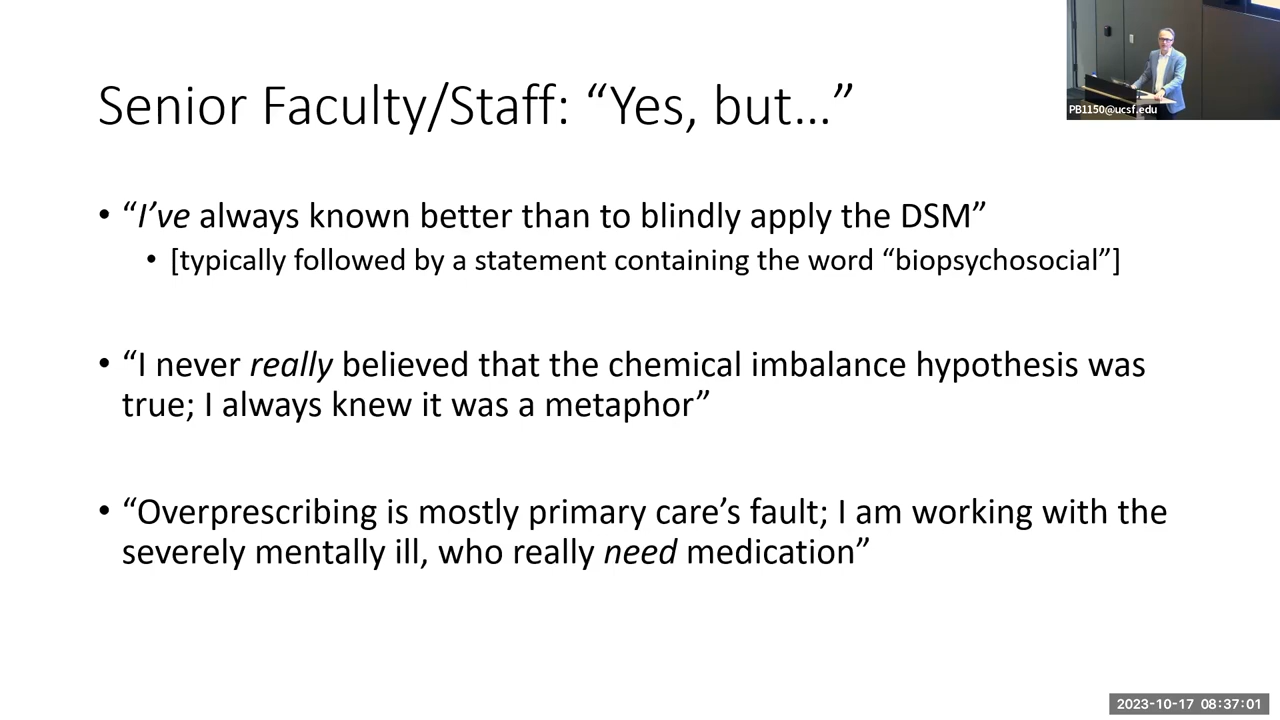 Senior Faculty/Staff: “Yes, but…”
PB1150@ucsf.edu
• “I’ve always known better than to blindly apply the DSM”
• [typically followed by a statement containing the word “biopsychosocial”]
• “I never really believed that the chemical imbalance hypothesis was
true; I always knew it was a metaphor”
• “Overprescribing is mostly primary care’s fault; I am working with the
severely mentally ill, who really need medication”
2023-10-17 08:37:01